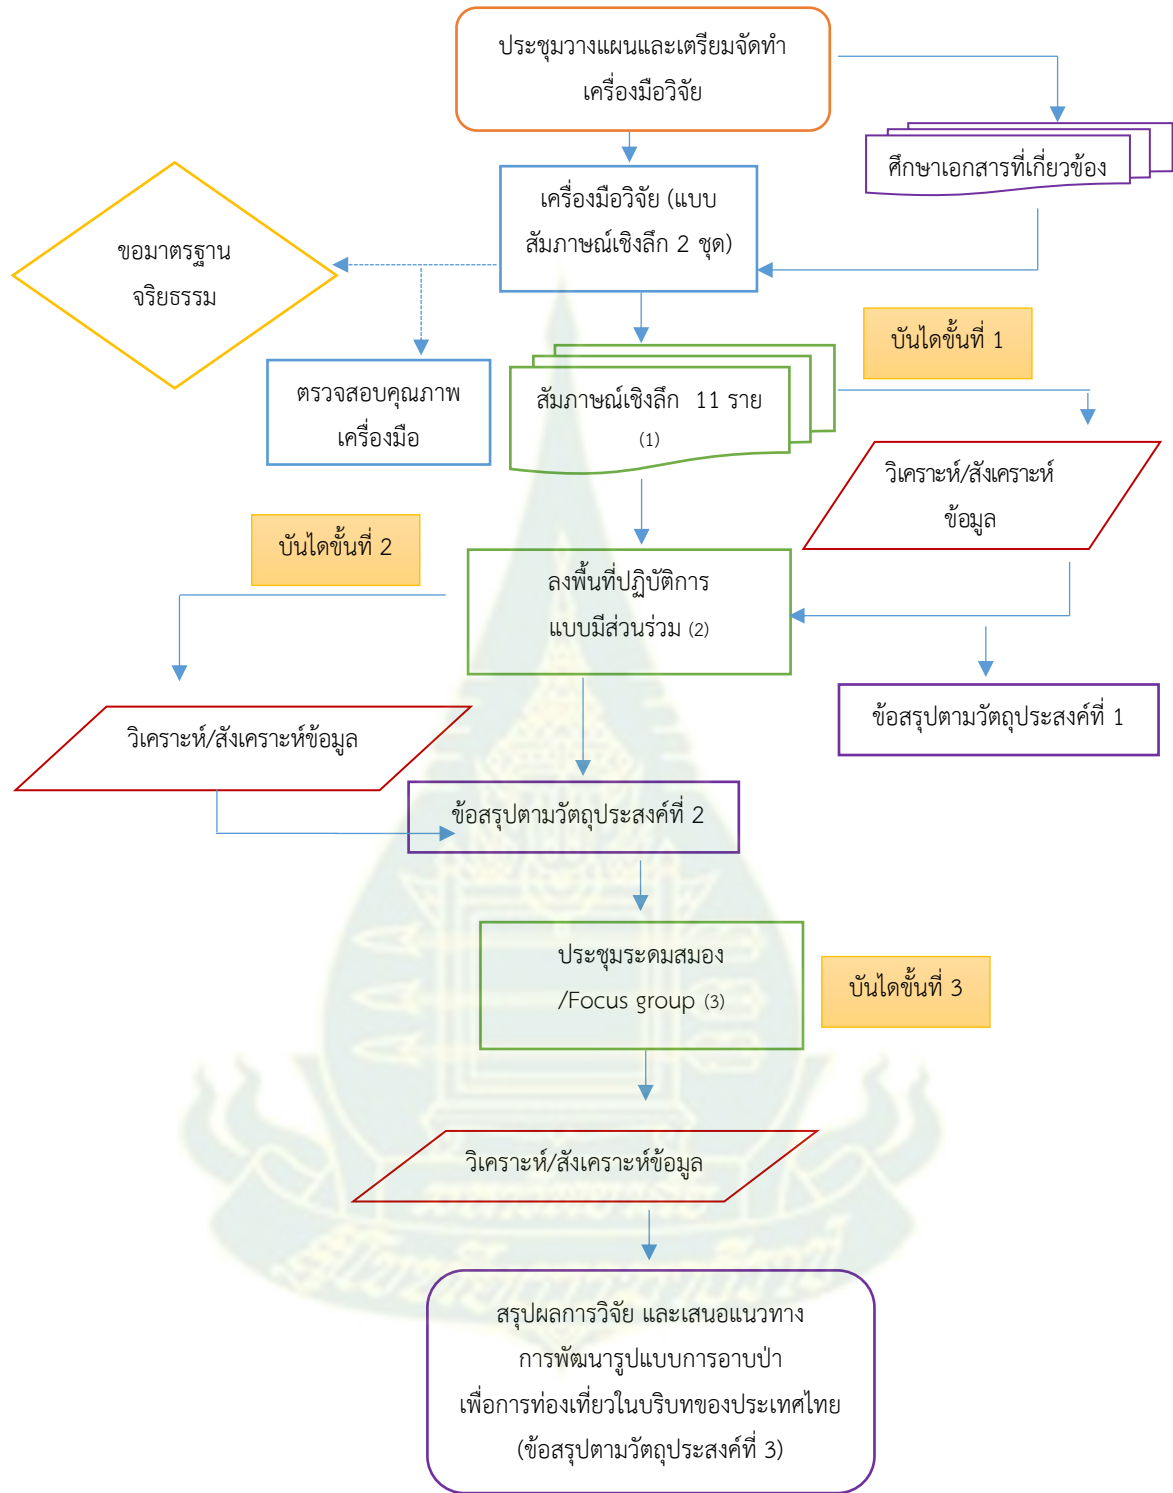 ประชุมวางแผนและเตรียมจัดทำ
เครื่องมือวิจัย
ศึกษาเอกสารที่เกี่ยวข้อง
เครื่องมือวิจัย (แบบ
สัมภาษณ์เชิงลึก 2 ชุด)
ขอมาตรฐาน
จริยธรรม
ตรวจสอบคุณภาพ
เครื่องมือ
บันไดขั้นที่ 1
สัมภาษณ์เชิงลึก 11 ราย
(1)
วิเคราะห์/สังเคราะห์
ข้อมูล
บันไดขั้นที่ 2
ลงพื้นที่ปฏิบัติการ
แบบมีส่วนร่วม (2)
ข้อสรุปตามวัตถุประสงค์ที่ 1
วิเคราะห์/สังเคราะห์ข้อมูล
ข้อสรุปตามวัตถุประสงค์ที่ 2
ประชุมระดมสมอง
/Focus group (3)
บันไดขั้นที่ 3
วิเคราะห์/สังเคราะห์ข้อมูล
สรุปผลการวิจัย และเสนอแนวทาง
การพัฒนารูปแบบการอาบป่า
เพื่อการท่องเที่ยวในบริบทของประเทศไทย
(ข้อสรุปตามวัตถุประสงค์ที่ 3)